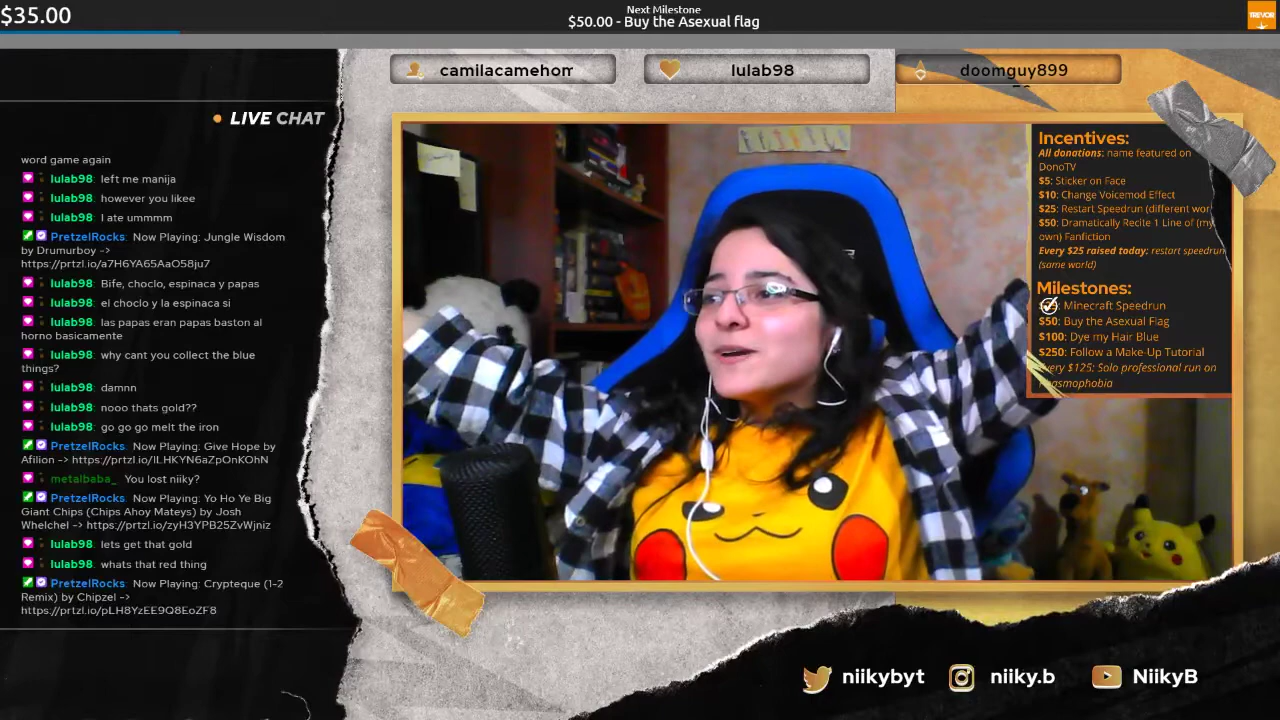 $35.00
Next Milestone
$50.00 - Buy the Asexual flag
TREVOR
camilacamehorr
lulab98
doomguy899
LIVE CHAT
word game again
lulab98: left me manija
lulab98: however you likee
lulab98: I ate ummmm
PretzelRocks: Now Playing: Jungle Wisdom
by Drumurboy ->
https://prtzl.io/a7H6YA65AaO58ju7
lulab98: Bife, choclo, espinaca y papas
lulab98: el choclo y la espinaca si
lulab98: las papas eran papas baston al
horno basicamente
lulab98: why cant you collect the blue
things?
lulab98: damnn
lulab98: nooo thats gold??
lulab98: go go go melt the iron
PretzelRocks: Now Playing: Give Hope by
Afilion -> https://prtzl.io/lLHKYN6aZpOnKOhN
metalbaba_: You lost niiky?
PretzelRocks: Now Playing: Yo Ho Ye Big
Giant Chips (Chips Ahoy Mateys) by Josh
Whelchel -> https://prtzl.io/zyH3YPB25ZvWjniz
lulab98: lets get that gold
lulab98: whats that red thing
PretzelRocks: Now Playing: Crypteque (1-2
Remix) by Chipzel ->
https://prtzl.io/pLH8YzEE9Q8EoZF8
Incentives:
All donations: name featured on
DonoTV
$5: Sticker on Face
$10: Change Voicemod Effect
$25: Restart Speedrun (different wor
$50: Dramatically Recite 1 Line of (my
own) Fanfiction
Every $25 raised today: restart speedrun
(same world)
Milestones:
Minecraft Speedrun
$50: Buy the Asexual Flag
$100: Dye my Hair Blue
$250: Follow a Make-Up Tutorial
Every $125: Solo professional run on
Phasmophobia
niikybyt
niiky.b
NiikyB